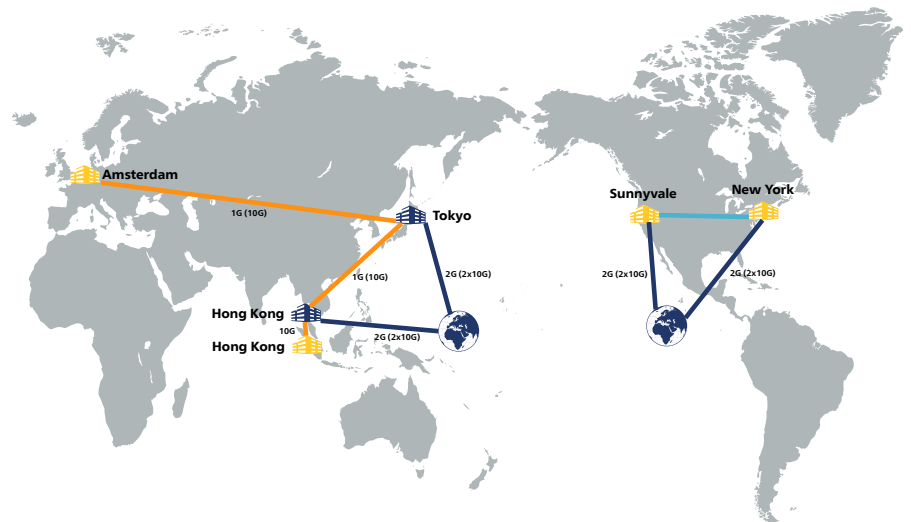 Amsterdam
1G (10G)
Tokyo
1G (10G)
2G (2x10G)
Hong Kong
10G
2G (2x10G)
Hong Kong
Sunnyvale
New York
2G (2x10G)
2G (2x10G)